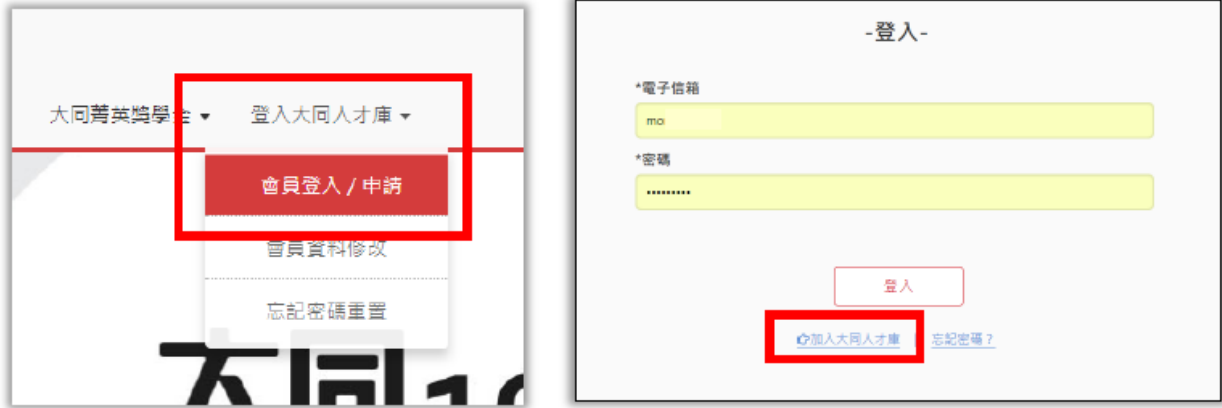 大同菁英獎學金
登入大同人才庫
會員登入 / 申請
會員資料修改
忘記密碼重置
大同10
-登入-
*電子信箱
mo
*密碼
•••••••••
登入
加入大同人才庫 | 忘記密碼？